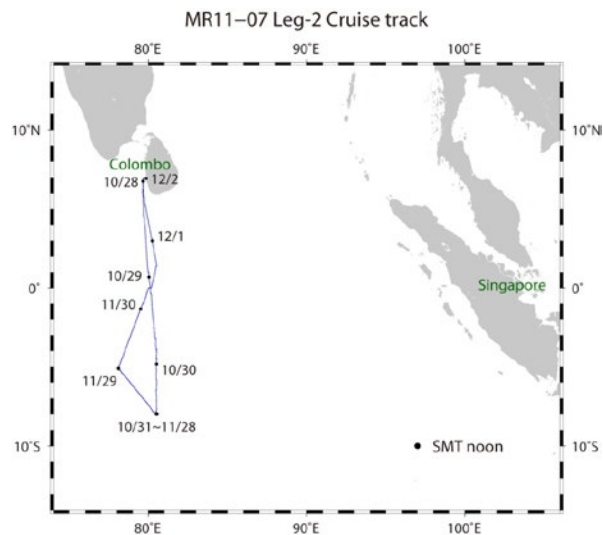 MR11−07 Leg-2 Cruise track
80˚E 90˚E 100˚E
10˚N 10˚N
Colombo
10/28 12/2
12/1
10/29
0˚ Singapore 0˚
11/30
11/29 10/30
10/31~11/28
10˚S SMT noon 10˚S
80˚E 90˚E 100˚E